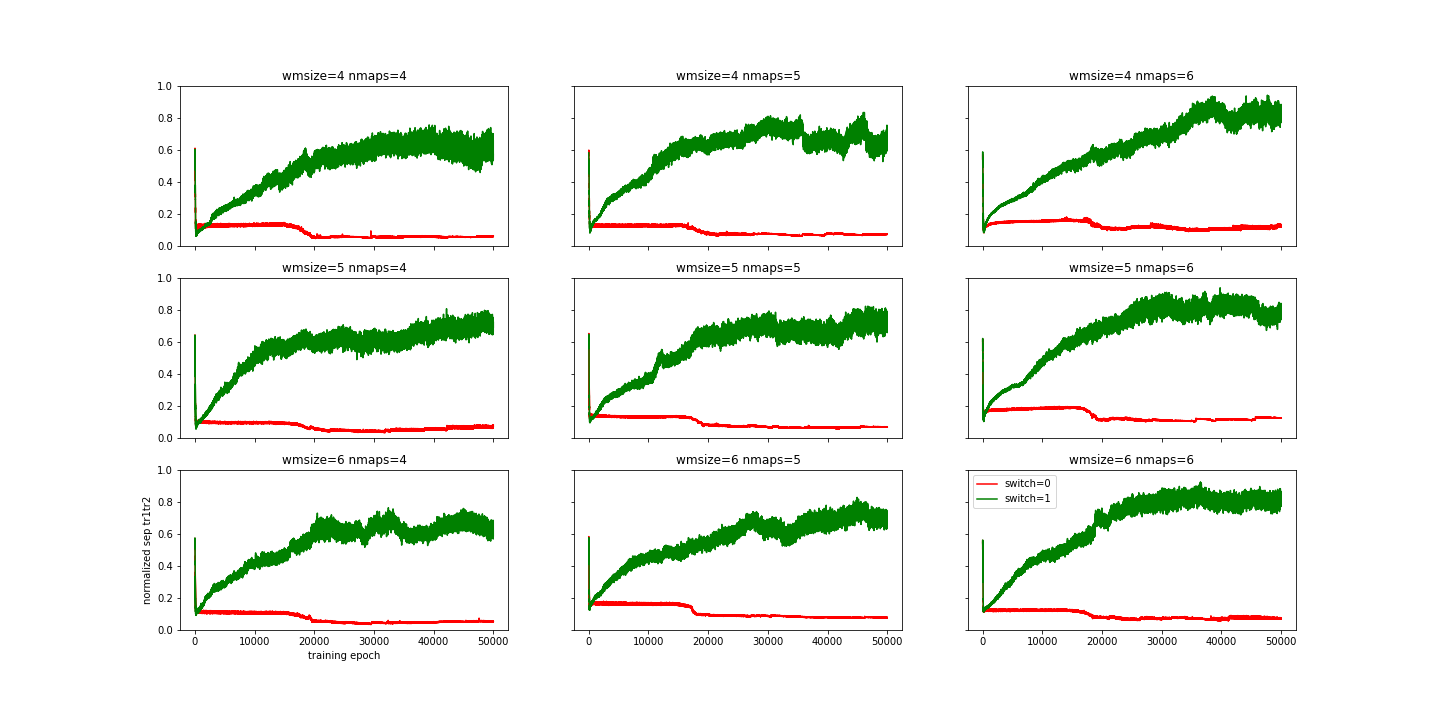 wmsize=4 nmaps=4
wmsize=4 nmaps=5
wmsize=4 nmaps=6
1.0
0.8
0.6
0.4
0.2
0.0
wmsize=5 nmaps=4
wmsize=5 nmaps=5
wmsize=5 nmaps=6
1.0
0.8
0.6
0.4
0.2
0.0
wmsize=6 nmaps=4
wmsize=6 nmaps=5
wmsize=6 nmaps=6
1.0
0.8
0.6
0.4
0.2
0.0
normalized sep tr1tr2
switch=0
switch=1
0 10000 20000 30000 40000 50000
0 10000 20000 30000 40000 50000
0 10000 20000 30000 40000 50000
training epoch